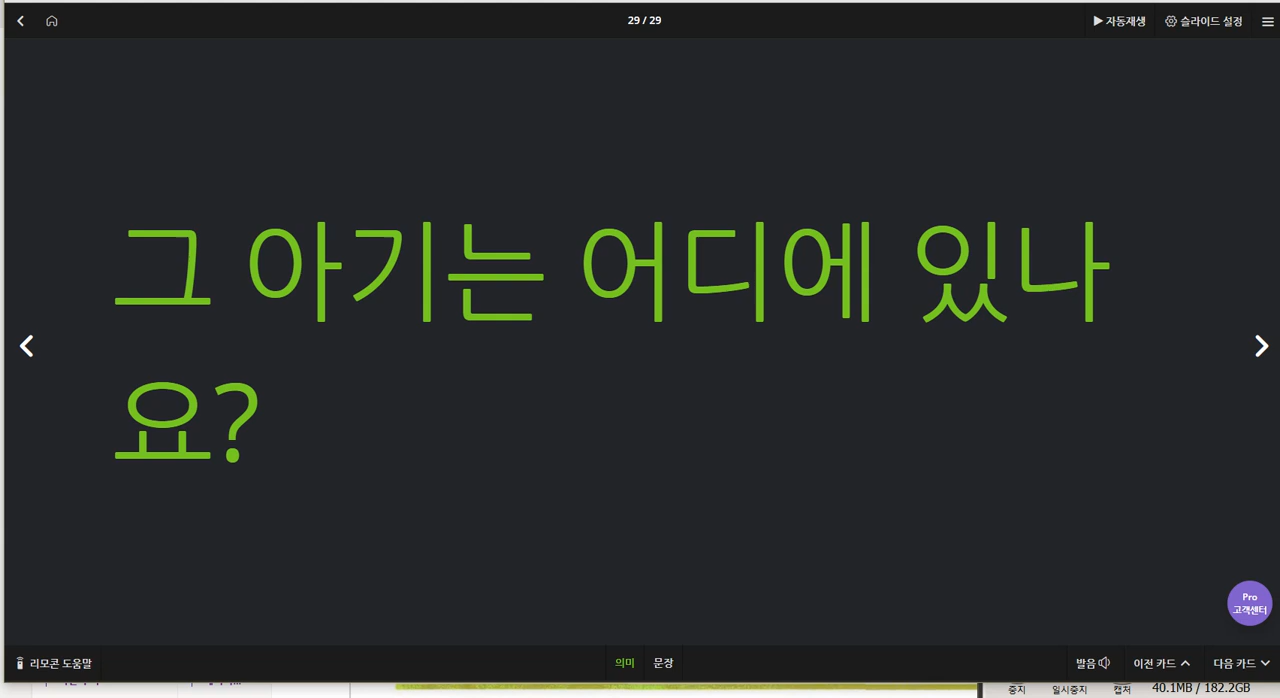 29 / 29
자동재생
슬라이드 설정
그 아기는 어디에 있나
요?
Pro
고객센터
리모콘 도움말
의미
문장
발음
이전 카드
다음 카드
중지
일시중지
캡처
40.1MB / 182.2GB